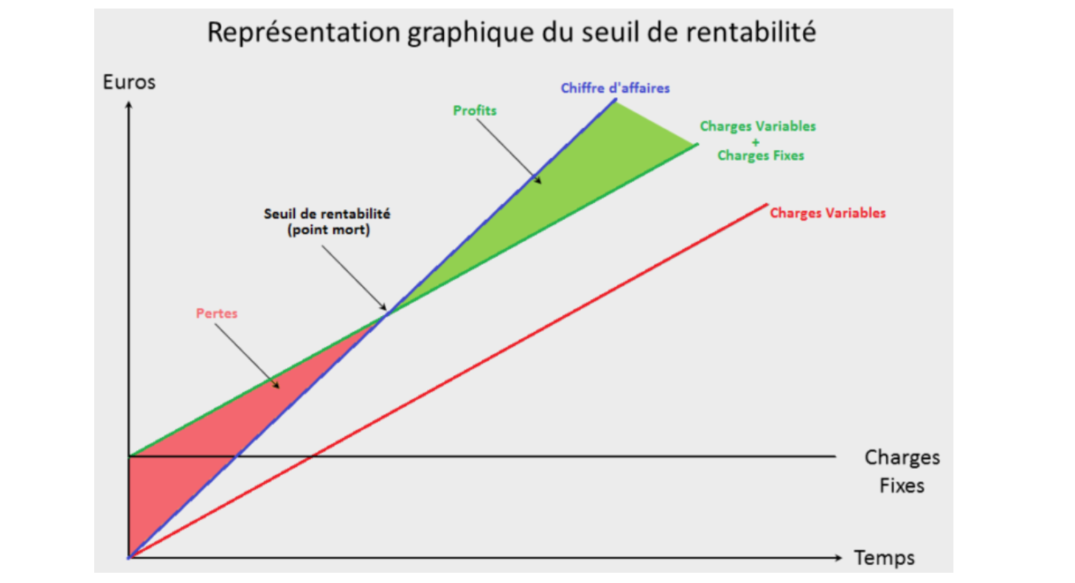 Représentation graphique du seuil de rentabilité
Euros
Chiffre d'affaires
Profits
Charges Variables
+
Charges Fixes
Seuil de rentabilité
(point mort)
Charges Variables
Pertes
Charges
Fixes
Temps